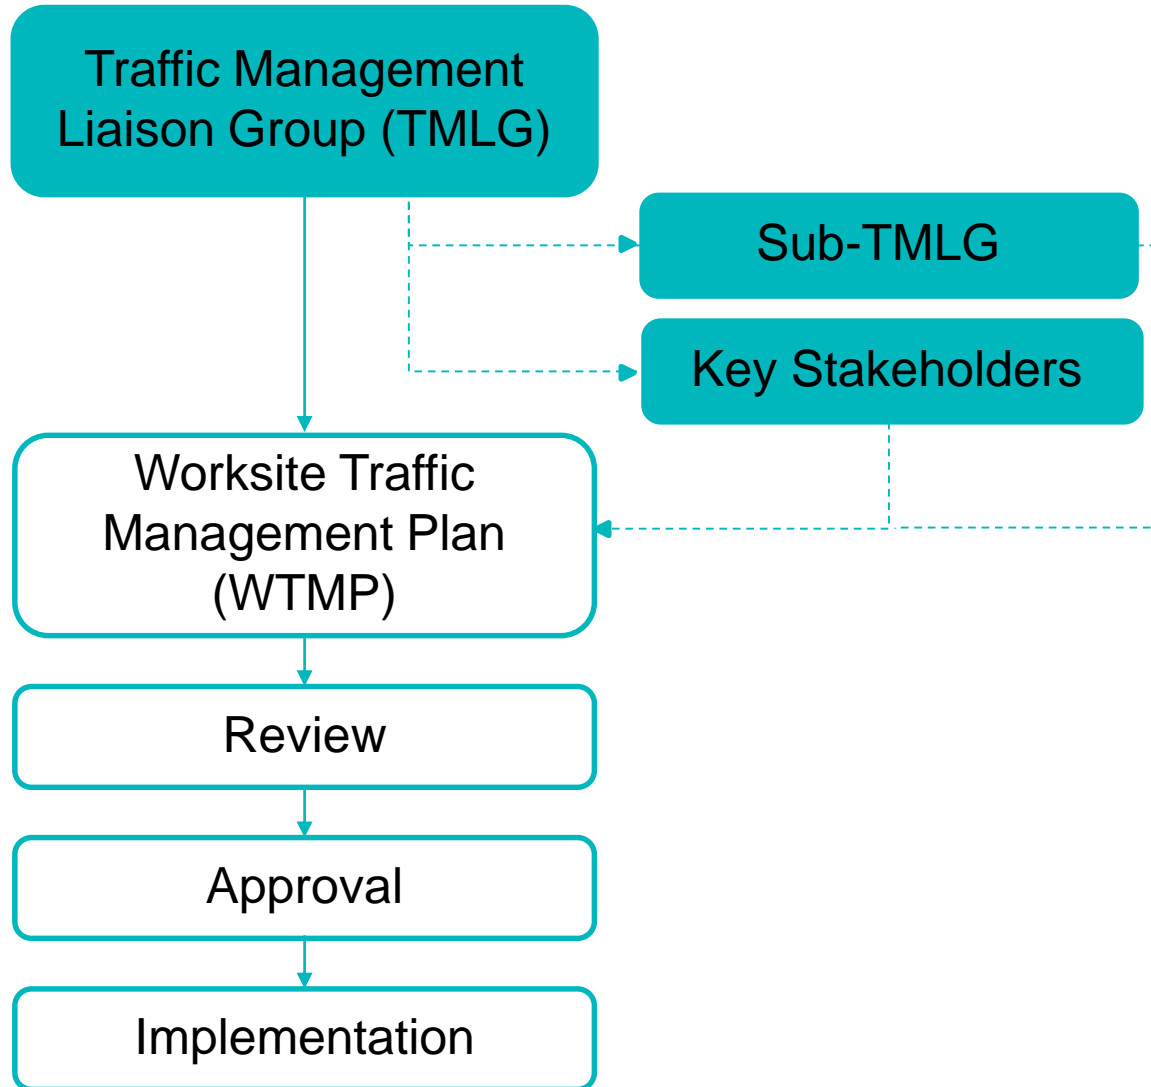 Traffic Management
Liaison Group (TMLG)
Sub-TMLG
Key Stakeholders
Worksite Traffic
Management Plan
(WTMP)
Review
Approval
Implementation